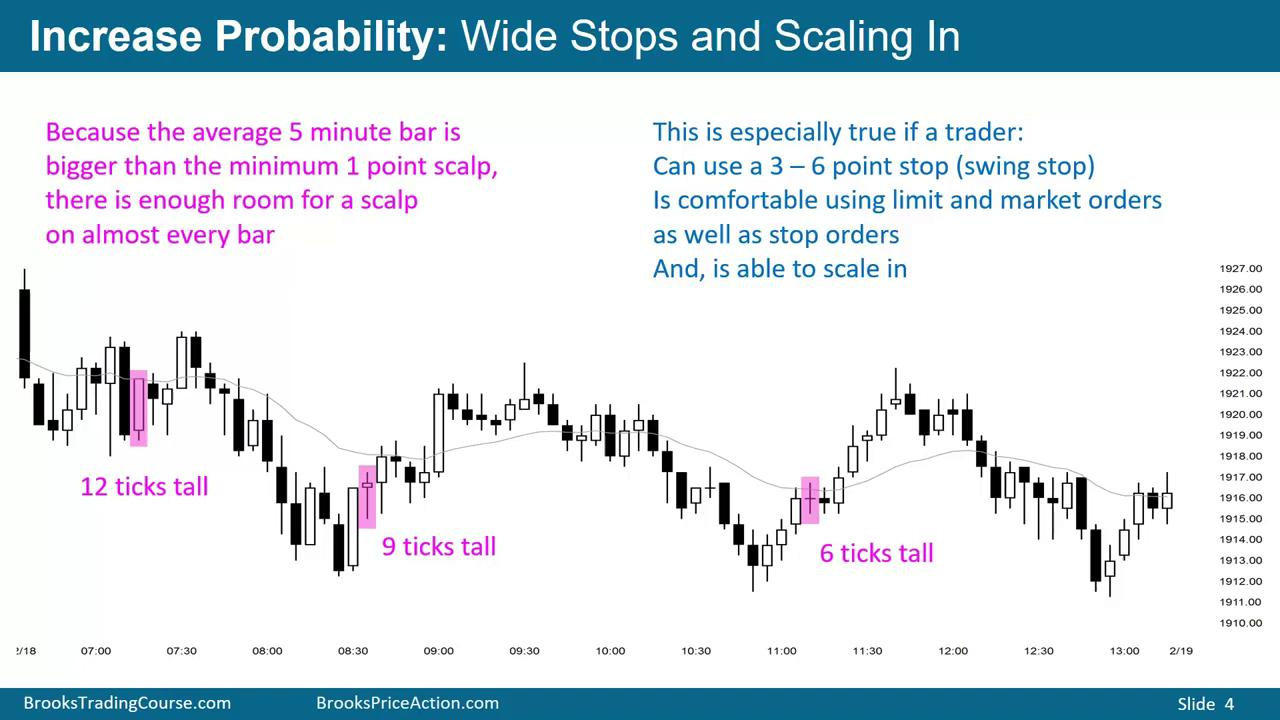 Increase Probability: Wide Stops and Scaling In
Because the average 5 minute bar is
bigger than the minimum 1 point scalp,
there is enough room for a scalp
on almost every bar
This is especially true if a trader:
Can use a 3 – 6 point stop (swing stop)
Is comfortable using limit and market orders
as well as stop orders
And, is able to scale in
1927.00
1926.00
1925.00
1924.00
1923.00
1922.00
1921.00
1920.00
1919.00
1918.00
1917.00
1916.00
1915.00
1914.00
1913.00
1912.00
1911.00
1910.00
12 ticks tall
9 ticks tall
6 ticks tall
2/18 07:00 07:30 08:00 08:30 09:00 09:30 10:00 10:30 11:00 11:30 12:00 12:30 13:00 2/19
BrooksTradingCourse.com BrooksPriceAction.com Slide 4